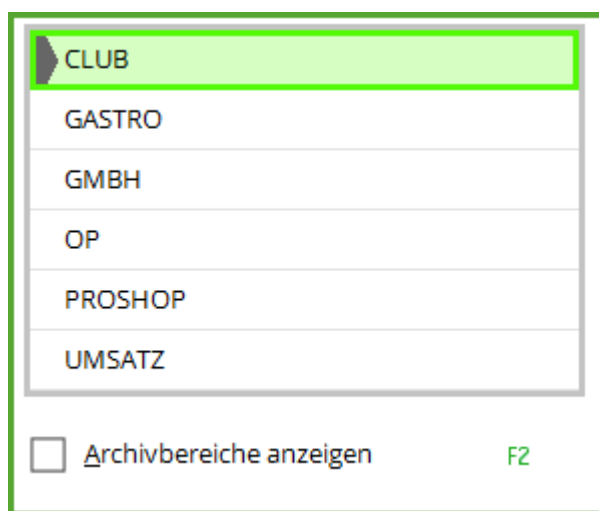 CLUB
GASTRO
GMBH
OP
PROSHOP
UMSATZ
Archivbereiche anzeigen F2